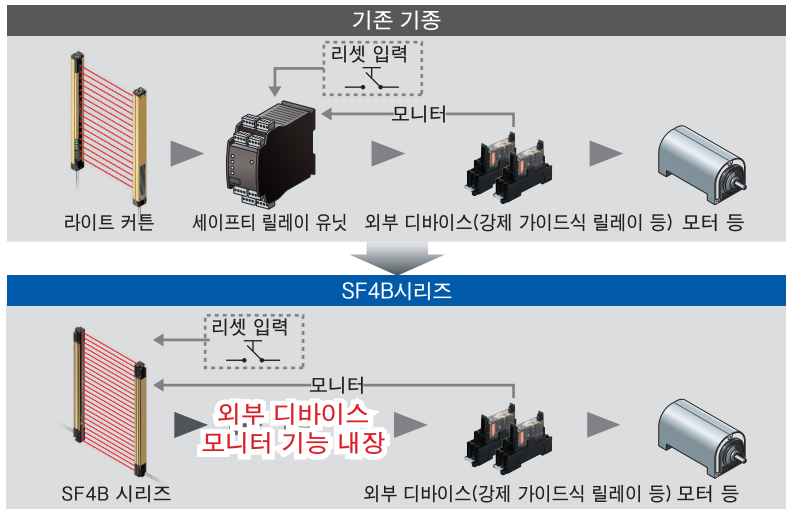 기존 기종
리셋 입력
모니터
라이트 커튼
세이프티 릴레이 유닛
외부 디바이스(강제 가이드식 릴레이 등)
모터 등
SF4B시리즈
리셋 입력
모니터
외부 디바이스
모니터 기능 내장
SF4B 시리즈
외부 디바이스(강제 가이드식 릴레이 등)
모터 등